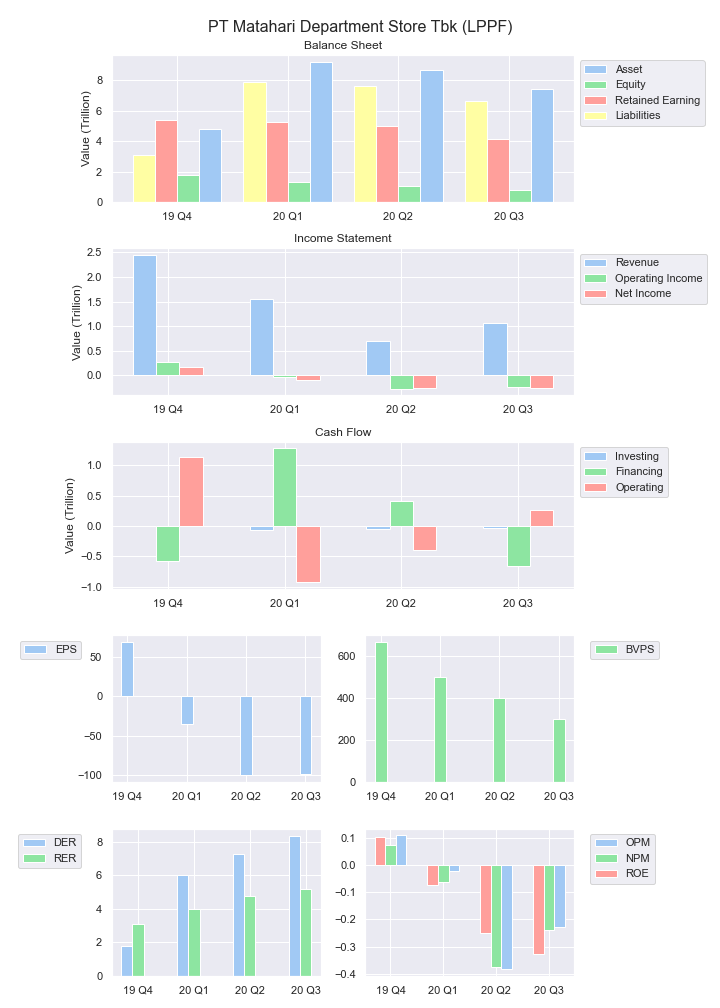 PT Matahari Department Store Tbk (LPPF)
Balance Sheet
Value (Trillion)
8
6
4
2
0
19 Q4 20 Q1 20 Q2 20 Q3
Asset
Equity
Retained Earning
Liabilities
Income Statement
Value (Trillion)
2.5
2.0
1.5
1.0
0.5
0.0
19 Q4 20 Q1 20 Q2 20 Q3
Revenue
Operating Income
Net Income
Cash Flow
Value (Trillion)
1.0
0.5
0.0
−0.5
−1.0
19 Q4 20 Q1 20 Q2 20 Q3
Investing
Financing
Operating
EPS
50
0
−50
−100
19 Q4 20 Q1 20 Q2 20 Q3
BVPS
600
400
200
0
19 Q4 20 Q1 20 Q2 20 Q3
DER
RER
8
6
4
2
0
19 Q4 20 Q1 20 Q2 20 Q3
OPM
NPM
ROE
0.1
0.0
−0.1
−0.2
−0.3
−0.4
19 Q4 20 Q1 20 Q2 20 Q3